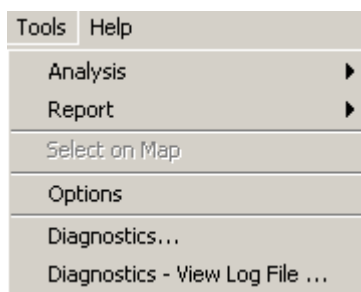 Tools Help
Analysis
Report
Select on Map
Options
Diagnostics...
Diagnostics - View Log File ...